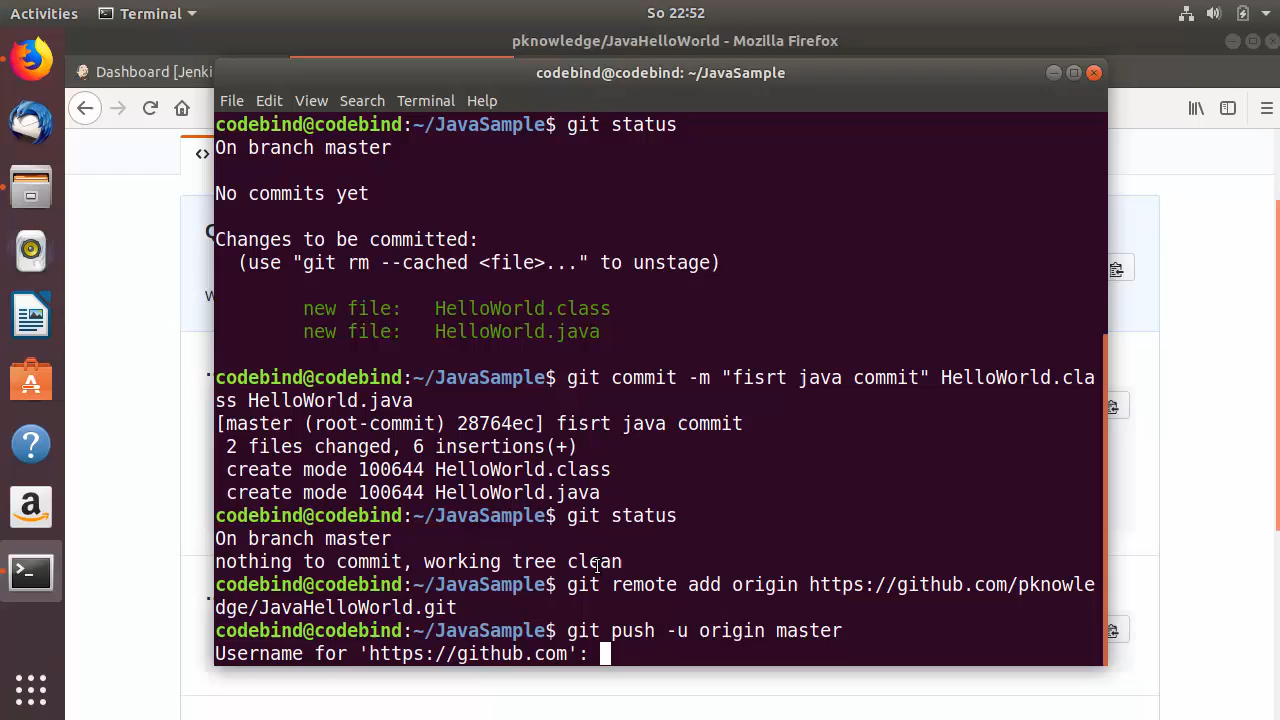 Activities Terminal So 22:52
pknowledge/JavaHelloWorld - Mozilla Firefox
Dashboard [Jenki
codebind@codebind: ~/JavaSample
File Edit View Search Terminal Help
codebind@codebind:~/JavaSample$ git status
On branch master
No commits yet
Changes to be committed:
(use "git rm --cached <file>..." to unstage)
new file: HelloWorld.class
new file: HelloWorld.java
codebind@codebind:~/JavaSample$ git commit -m "fisrt java commit" HelloWorld.cla
ss HelloWorld.java
[master (root-commit) 28764ec] fisrt java commit
2 files changed, 6 insertions(+)
create mode 100644 HelloWorld.class
create mode 100644 HelloWorld.java
codebind@codebind:~/JavaSample$ git status
On branch master
nothing to commit, working tree clean
codebind@codebind:~/JavaSample$ git remote add origin https://github.com/pknowle
dge/JavaHelloWorld.git
codebind@codebind:~/JavaSample$ git push -u origin master
Username for 'https://github.com':